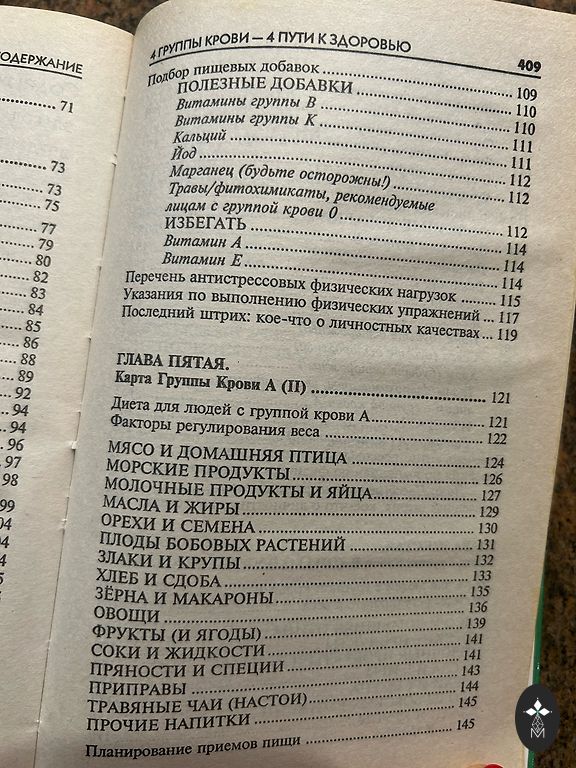 ОДЕРЖАНИЕ
71
73
73
75
77
79
80
82
83
84
85
86
88
89
92
94
94
96
97
98
99
04
04
4 ГРУППЫ КРОВИ — 4 ПУТИ К ЗДОРОВЬЮ 409
Подбор пищевых добавок ... 109
ПОЛЕЗНЫЕ ДОБАВКИ ... 110
Витамины группы В ... 110
Витамины группы К ... 111
Кальций ... 111
Йод ... 112
Марганец (будьте осторожны!) ... 112
Травы/фитохимикаты, рекомендуемые
лицам с группой крови 0 ... 112
ИЗБЕГАТЬ ... 114
Витамин А ... 114
Витамин Е ... 114
Перечень антистрессовых физических нагрузок ... 115
Указания по выполнению физических упражнений ... 117
Последний штрих: кое-что о личностных качествах ... 119
ГЛАВА ПЯТАЯ.
Карта Группы Крови А (II) ... 121
Диета для людей с группой крови А ... 121
Факторы регулирования веса ... 122
МЯСО И ДОМАШНЯЯ ПТИЦА ... 124
МОРСКИЕ ПРОДУКТЫ ... 126
МОЛОЧНЫЕ ПРОДУКТЫ И ЯЙЦА ... 127
МАСЛА И ЖИРЫ ... 129
ОРЕХИ И СЕМЕНА ... 130
ПЛОДЫ БОБОВЫХ РАСТЕНИЙ ... 131
ЗЛАКИ И КРУПЫ ... 132
ХЛЕБ И СДОБА ... 133
ЗЁРНА И МАКАРОНЫ ... 135
ОВОЩИ ... 136
ФРУКТЫ (И ЯГОДЫ) ... 139
СОКИ И ЖИДКОСТИ ... 141
ПРЯНОСТИ И СПЕЦИИ ... 141
ПРИПРАВЫ ... 143
ТРАВЯНЫЕ ЧАИ (НАСТОИ) ... 144
ПРОЧИЕ НАПИТКИ ... 145
Планирование приемов пищи ... 145
M